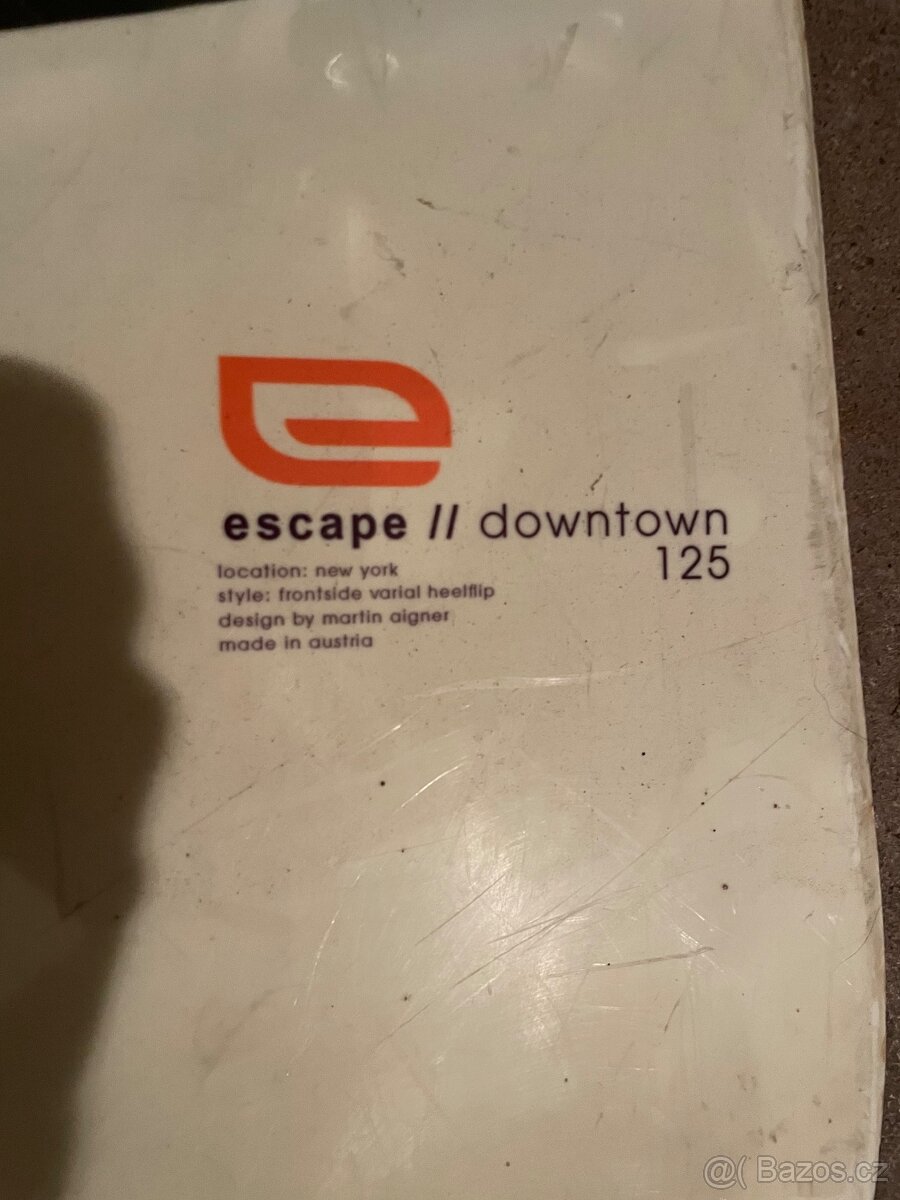 escape // downtown
125
location: new york
style: frontside varial heelflip
design by martin aigner
made in austria
@( Bazos.cz